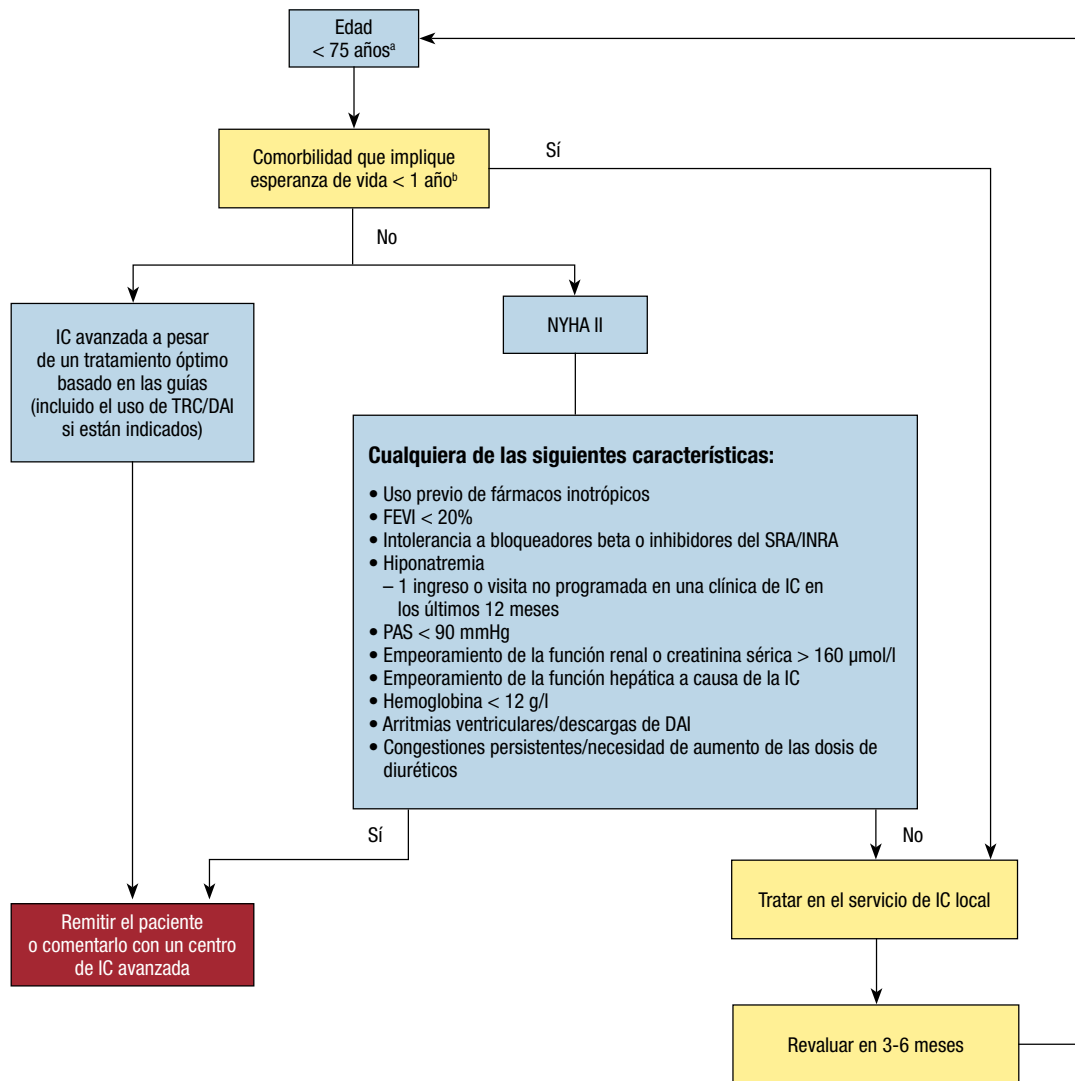 Edad
< 75 añosᵃ
Comorbilidad que implique
esperanza de vida < 1 añoᵇ
Sí
No
IC avanzada a pesar
de un tratamiento óptimo
basado en las guías
(incluido el uso de TRC/DAI
si están indicados)
NYHA II
Cualquiera de las siguientes características:
• Uso previo de fármacos inotrópicos
• FEVI < 20%
• Intolerancia a bloqueadores beta o inhibidores del SRA/INRA
• Hiponatremia
– 1 ingreso o visita no programada en una clínica de IC en
los últimos 12 meses
• PAS < 90 mmHg
• Empeoramiento de la función renal o creatinina sérica > 160 μmol/l
• Empeoramiento de la función hepática a causa de la IC
• Hemoglobina < 12 g/l
• Arritmias ventriculares/descargas de DAI
• Congestiones persistentes/necesidad de aumento de las dosis de
diuréticos
Sí
No
Remitir el paciente
o comentarlo con un centro
de IC avanzada
Tratar en el servicio de IC local
Revaluar en 3-6 meses